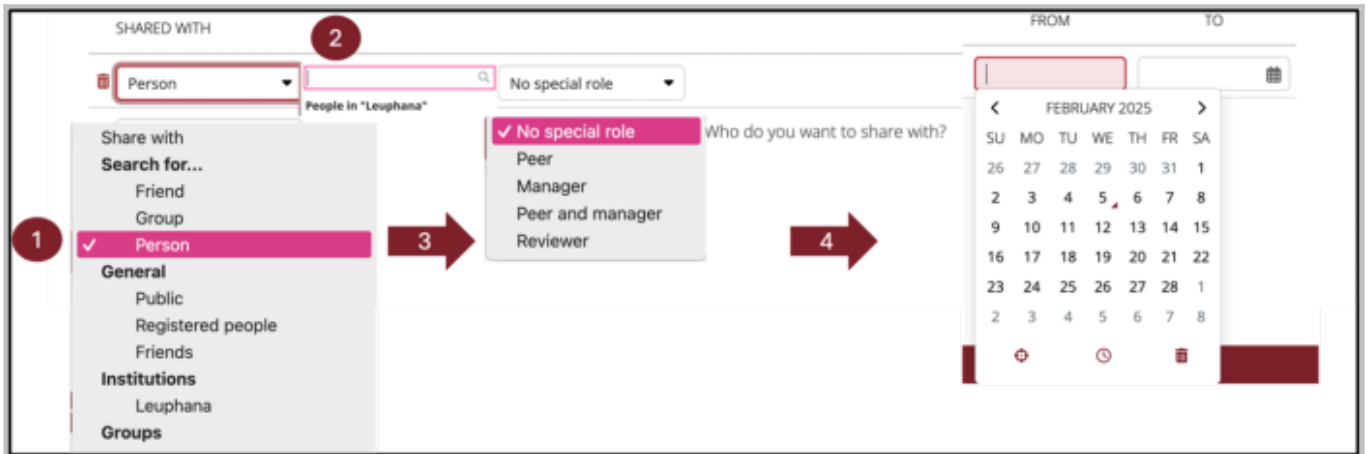 SHARED WITH
FROM TO
2
Person
People in "Leuphana"
No special role
1
Share with
Search for...
Friend
Group
✓ Person
General
Public
Registered people
Friends
Institutions
Leuphana
Groups
3
✓ No special role
Peer
Manager
Peer and manager
Reviewer
Who do you want to share with?
4
< FEBRUARY 2025 >
SU MO TU WE TH FR SA
26 27 28 29 30 31 1
2 3 4 5 6 7 8
9 10 11 12 13 14 15
16 17 18 19 20 21 22
23 24 25 26 27 28 1
2 3 4 5 6 7 8